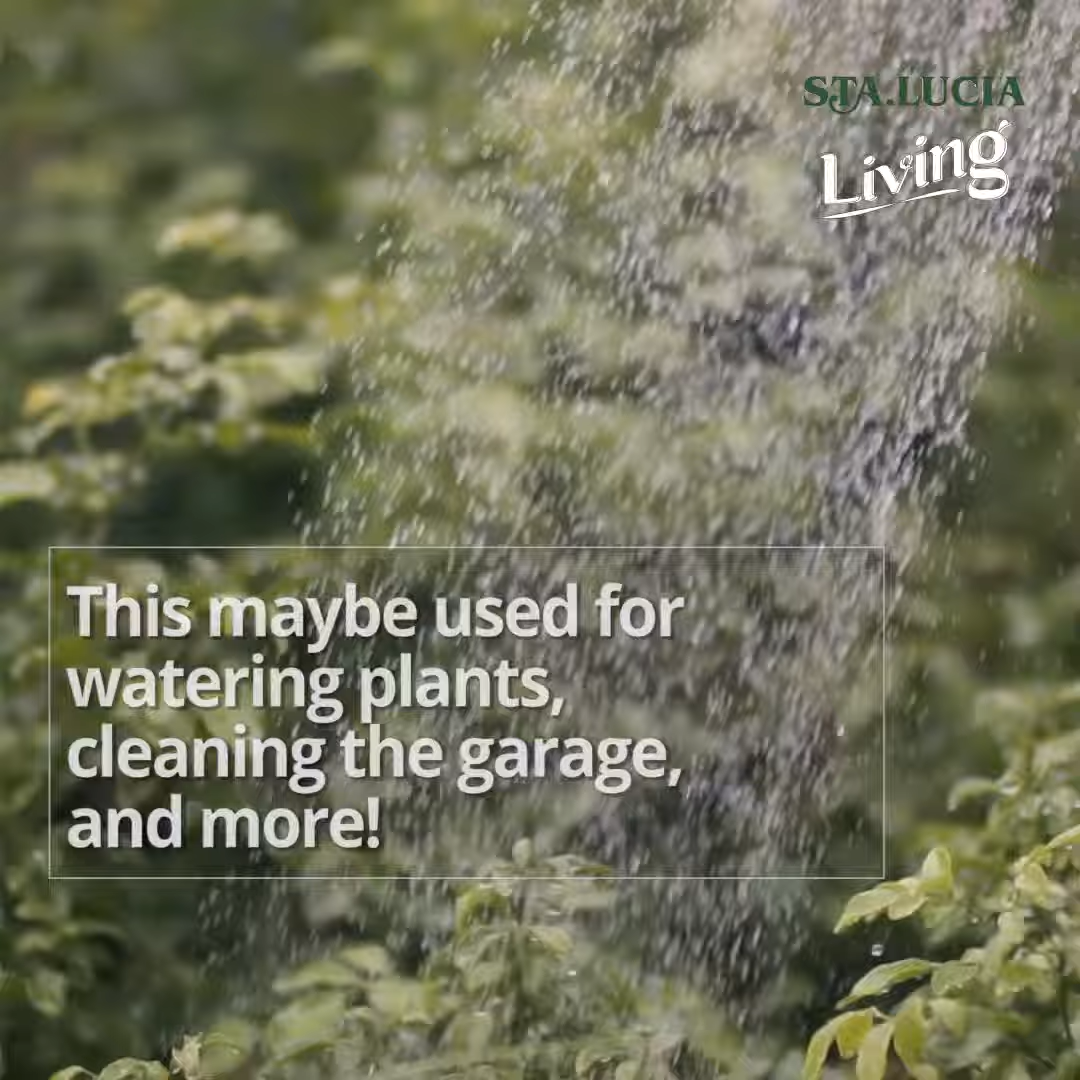 STA.LUCIA
Living
This maybe used for
watering plants,
cleaning the garage,
and more!